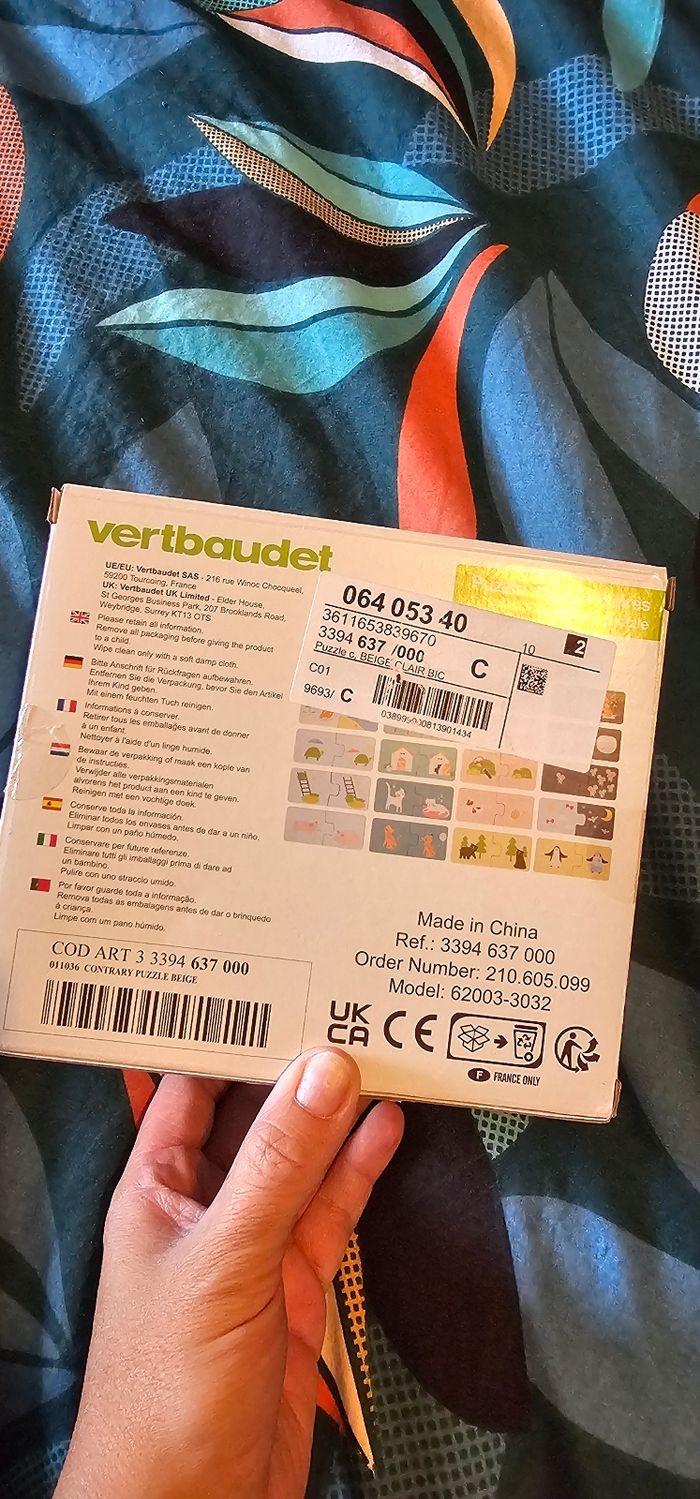 vertbaudet
UE/EU: Vertbaudet SAS - 216 rue Winoc Chocqueel,
59200 Tourcoing, France
UK: Vertbaudet UK Limited - Elder House,
St Georges Business Park, 207 Brooklands Road,
Weybridge, Surrey KT13 OTS
Please retain all information.
Remove all packaging before giving the product
to a child.
Wipe clean only with a soft damp cloth.
Bitte Anschrift für Rückfragen aufbewahren.
Entfernen Sie die Verpackung, bevor Sie den Artikel
Ihrem Kind geben.
Mit einem feuchten Tuch reinigen.
Informations à conserver.
Retirer tous les emballages avant de donner
à un enfant.
Nettoyer à l'aide d'un linge humide.
Bewaar de verpakking of maak een kopie van
de instructies.
Verwijder alle verpakkingsmaterialen
alvorens het product aan een kind te geven.
Reinigen met een vochtige doek.
Conserve toda la información.
Eliminar todos los envases antes de dar a un niño.
Limpar con un paño húmedo.
Conservare per future referenze.
Eliminare tutti gli imballaggi prima di dare ad
un bambino.
Pulire con uno straccio umido.
Por favor guarde toda a informação.
Remova todas as embalagens antes de dar o brinquedo
à criança.
Limpe com um pano húmido.
064 053 40
3611653839670
3394 637 /000
Puzzle c, BEIGE CLAIR BIC
C
C01
9693/ C
10
2
COD ART 3 3394 637 000
011036 CONTRARY PUZZLE BEIGE
Made in China
Ref.: 3394 637 000
Order Number: 210.605.099
Model: 62003-3032
UK
CA
CE
F FRANCE ONLY